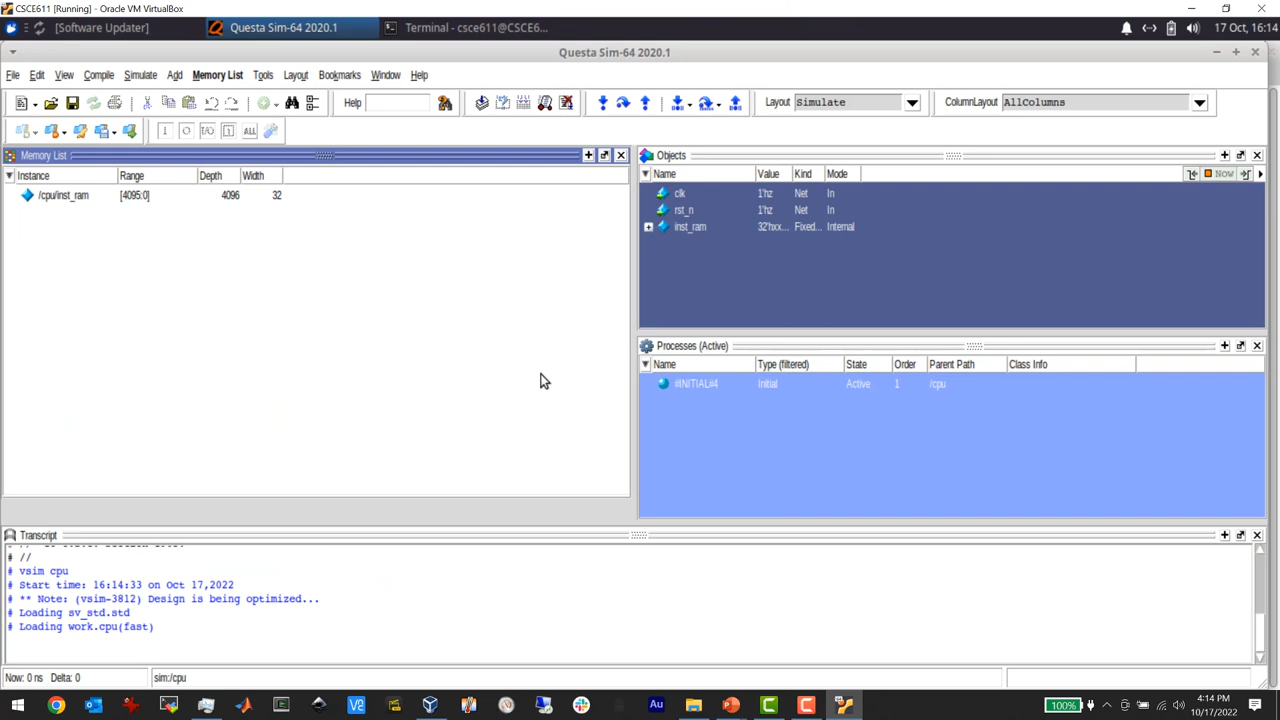 CSCE611 [Running] - Oracle VM VirtualBox
[Software Updater]
Questa Sim-64 2020.1
Terminal - csce611@CSCE6...
17 Oct, 16:14
Questa Sim-64 2020.1
File Edit View Compile Simulate Add Memory List Tools Layout Bookmarks Window Help
Help
Layout Simulate
ColumnLayout AllColumns
ALL
Memory List
Instance Range Depth Width
/cpu/inst_ram [4095:0] 4096 32
Objects
Name Value Kind Mode
Now
clk 1'hz Net In
rst_n 1'hz Net In
inst_ram 32'hxx... Fixed... Internal
Processes (Active)
Name Type (filtered) State Order Parent Path Class Info
#INITIAL#4 Initial Active 1 /cpu
Transcript
# //
# vsim cpu
# Start time: 16:14:33 on Oct 17,2022
# ** Note: (vsim-3812) Design is being optimized...
# Loading sv_std.std
# Loading work.cpu(fast)
Now: 0 ns Delta: 0
sim:/cpu
Au
100%
4:14 PM
10/17/2022